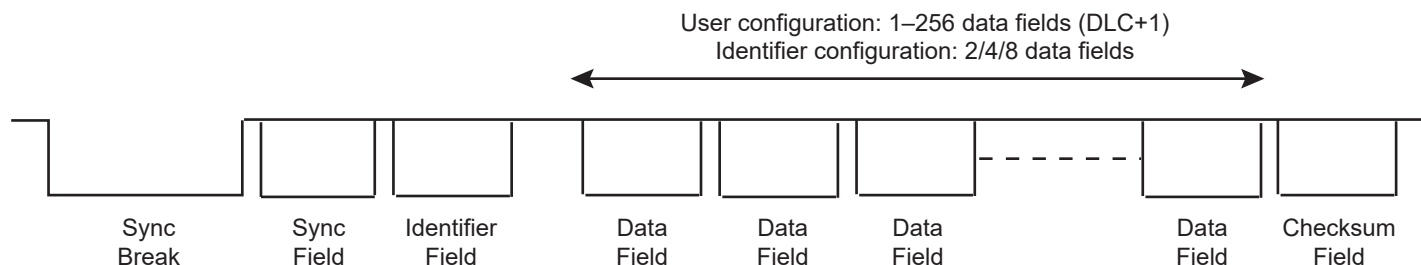 User configuration: 1–256 data fields (DLC+1)
Identifier configuration: 2/4/8 data fields
Sync Break
Sync Field
Identifier Field
Data Field
Data Field
Data Field
Data Field
Checksum Field